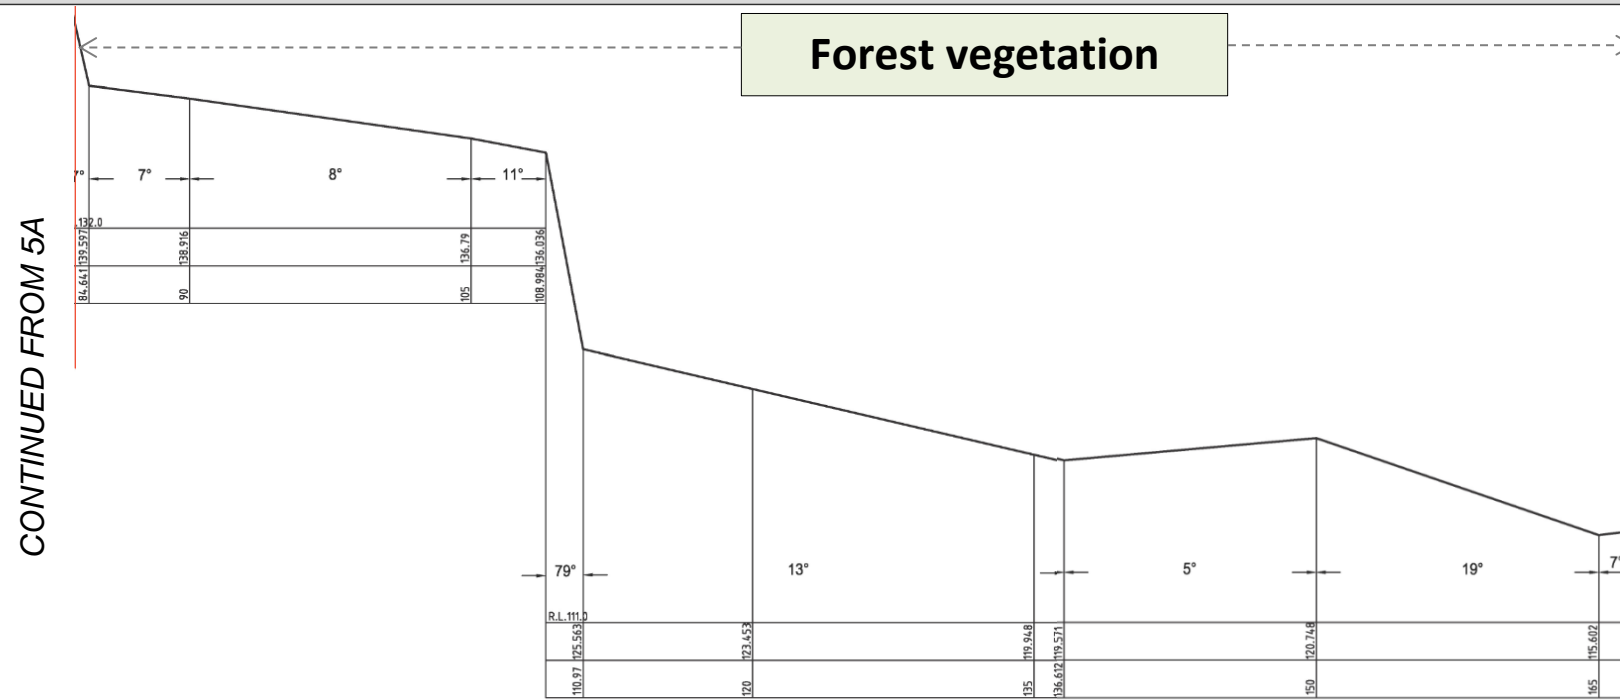 Forest vegetation
CONTINUED FROM 5A
7° 7° 8° 11°
.132.0
139.597 138.916 136.79 136.036
84.641 90 105 108.984
79° 13° 5° 19° 7°
R.L.111.0
125.563 123.453 119.948 119.571 120.748 115.602
110.97 120 135 136.612 150 165